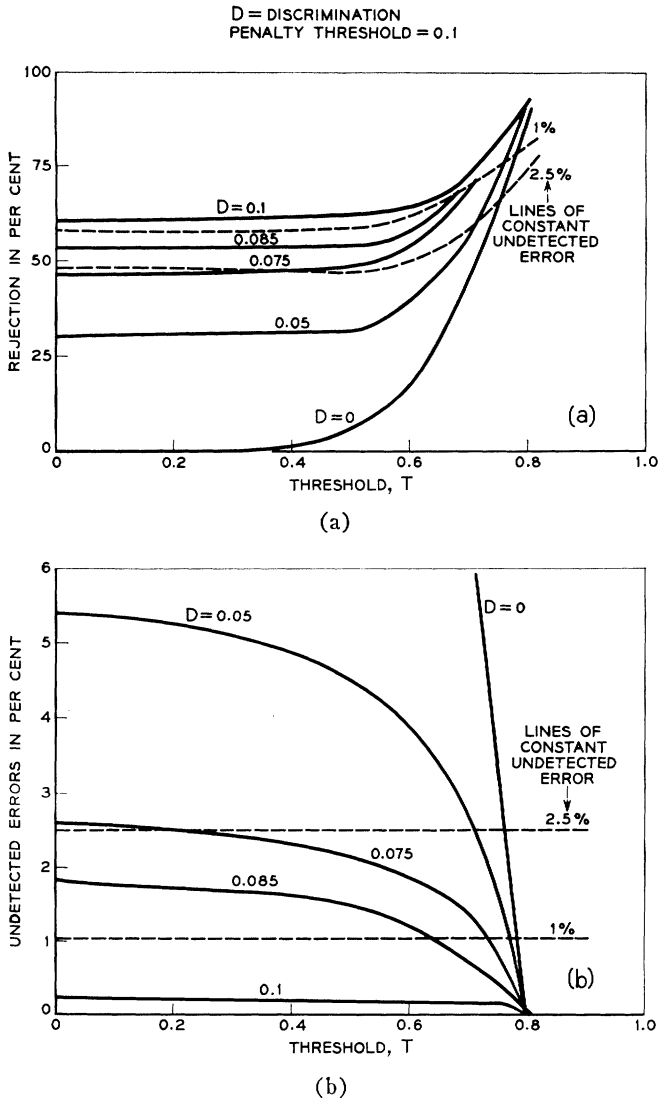 D = DISCRIMINATION
PENALTY THRESHOLD = 0.1
100
75
50
25
0
REJECTION IN PER CENT
D = 0.1
0.085
0.075
0.05
D = 0
1%
2.5%
LINES OF
CONSTANT
UNDETECTED
ERROR
(a)
0 0.2 0.4 0.6 0.8 1.0
THRESHOLD, T
(a)
6
5
4
3
2
1
0
UNDETECTED ERRORS IN PER CENT
D = 0.05
D = 0
LINES OF
CONSTANT
UNDETECTED
ERROR
2.5%
0.075
0.085
1%
0.1
(b)
0 0.2 0.4 0.6 0.8 1.0
THRESHOLD, T
(b)